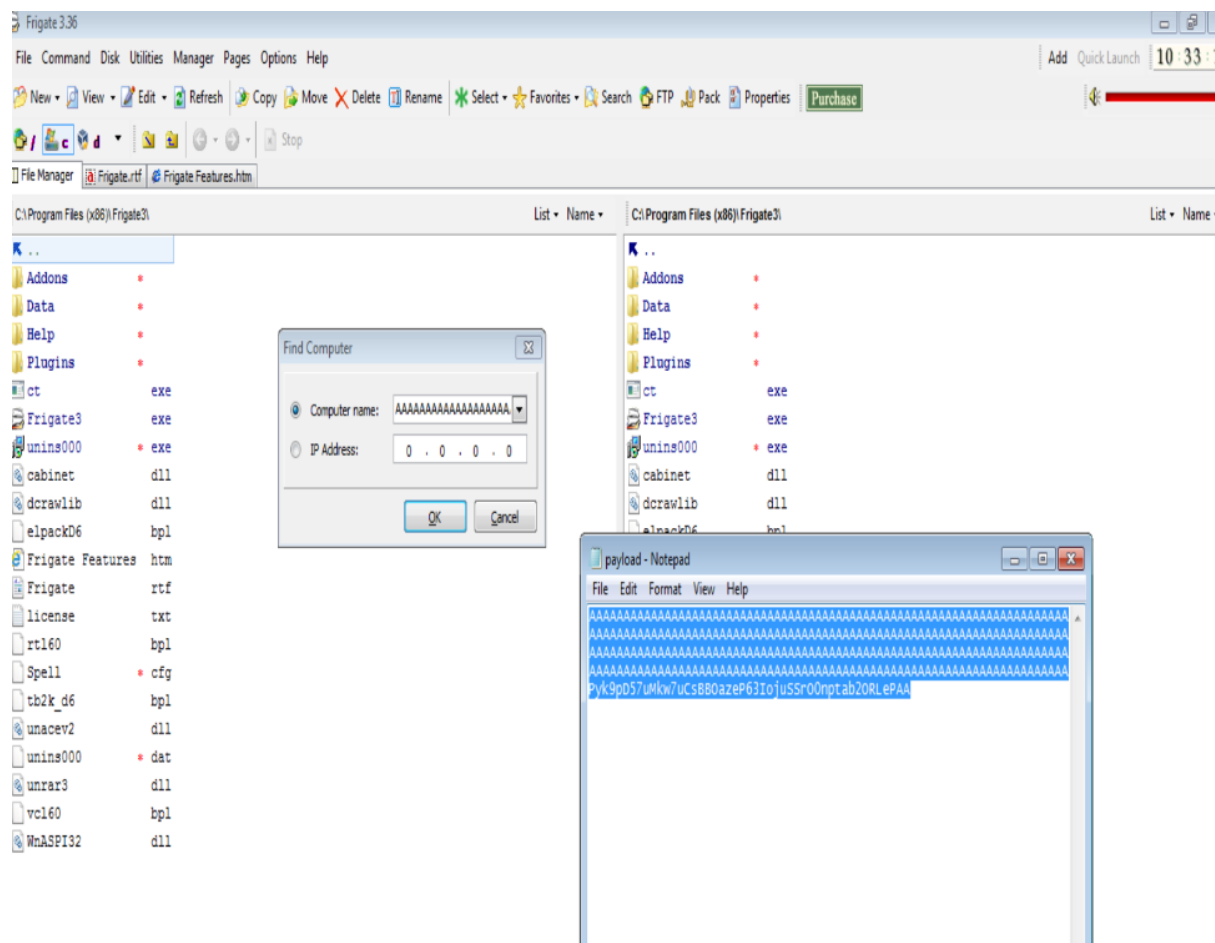 Frigate 3.36
File Command Disk Utilities Manager Pages Options Help
Add Quick Launch 10:33:
New View Edit Refresh Copy Move Delete Rename Select Favorites Search FTP Pack Properties Purchase
/ c d Stop
File Manager Frigate.rtf Frigate Features.htm
C:\Program Files (x86)\Frigate3\ List Name
C:\Program Files (x86)\Frigate3\ List Name
..
Addons *
Data *
Help *
Plugins *
ct exe
Frigate3 exe
unins000 * exe
cabinet dll
dcrawlib dll
elpackD6 bpl
Frigate Features htm
Frigate rtf
license txt
rtl60 bpl
Spell * cfg
tb2k_d6 bpl
unacev2 dll
unins000 * dat
unrar3 dll
vcl60 bpl
WnASPI32 dll
..
Addons *
Data *
Help *
Plugins *
ct exe
Frigate3 exe
unins000 * exe
cabinet dll
dcrawlib dll
elpackD6 bpl
Find Computer
Computer name: AAAAAAAAAAAAAAAAAAA
IP Address: 0 . 0 . 0 . 0
OK Cancel
payload - Notepad
File Edit Format View Help